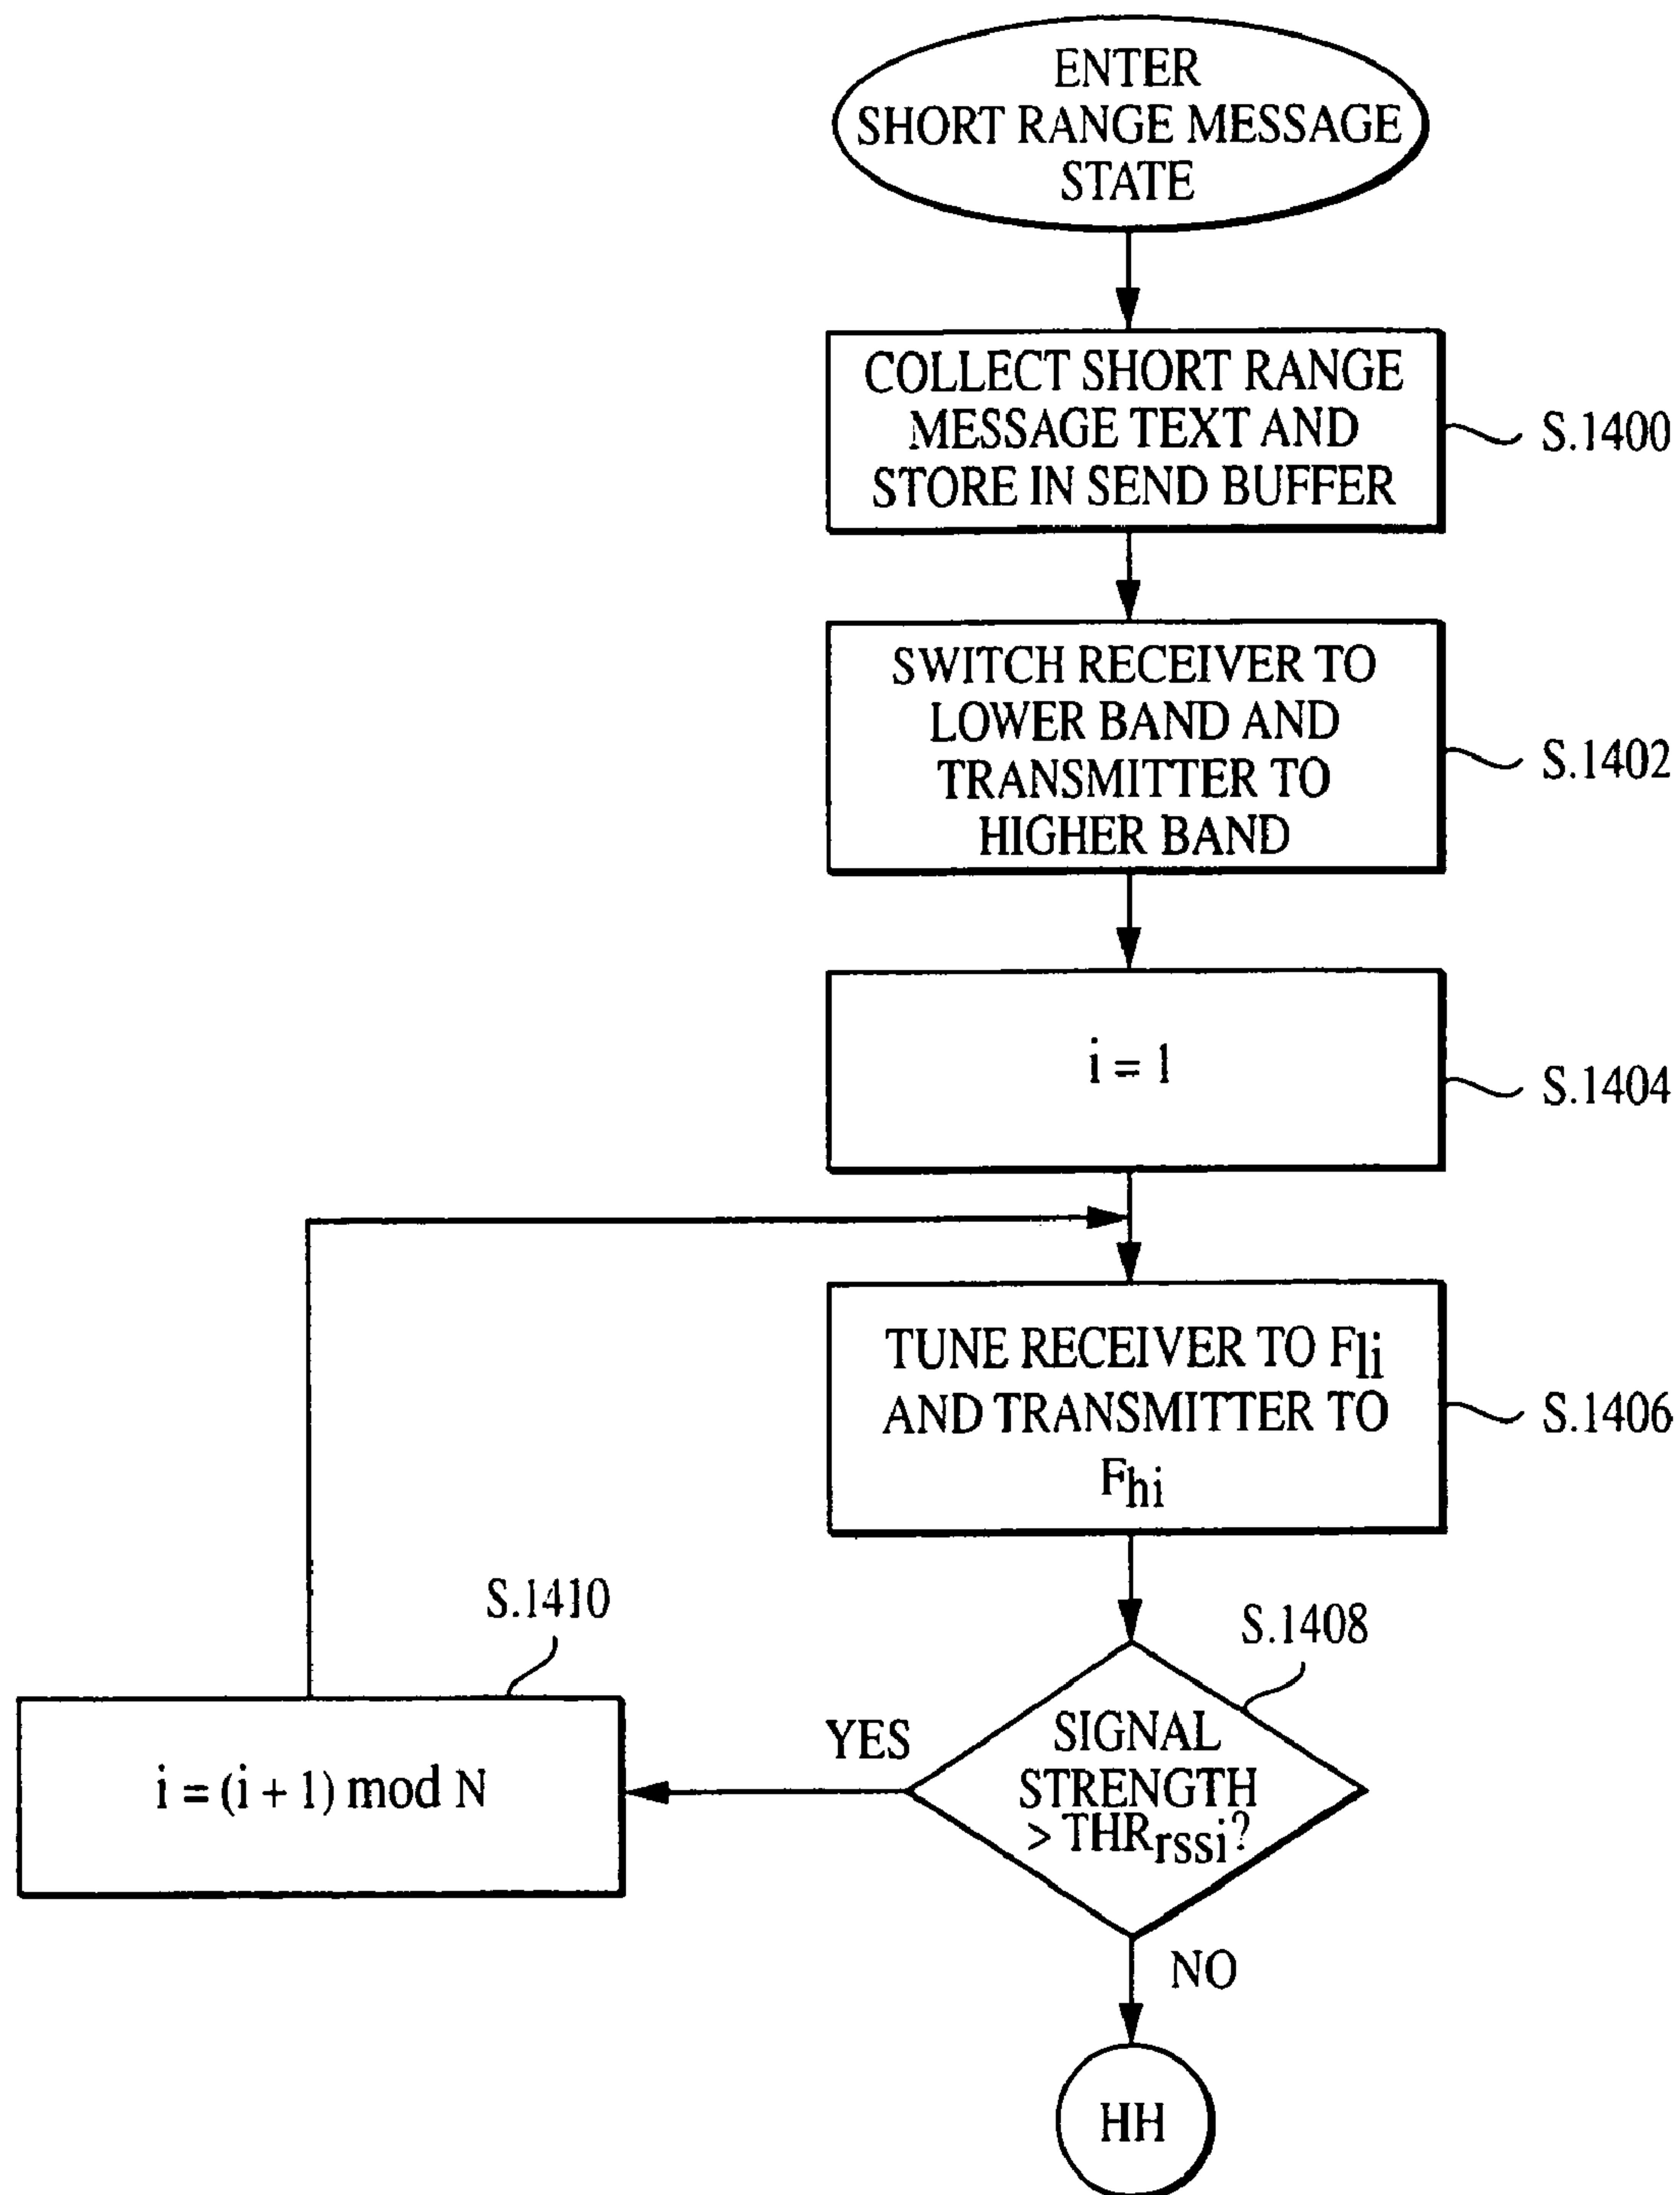 ENTER
SHORT RANGE MESSAGE
STATE
COLLECT SHORT RANGE
MESSAGE TEXT AND
STORE IN SEND BUFFER
S.1400
SWITCH RECEIVER TO
LOWER BAND AND
TRANSMITTER TO
HIGHER BAND
S.1402
i = 1
S.1404
TUNE RECEIVER TO Fli
AND TRANSMITTER TO
Fhi
S.1406
S.1408
SIGNAL
STRENGTH
> THRrssi?
YES
S.1410
i = (i + 1) mod N
NO
HH